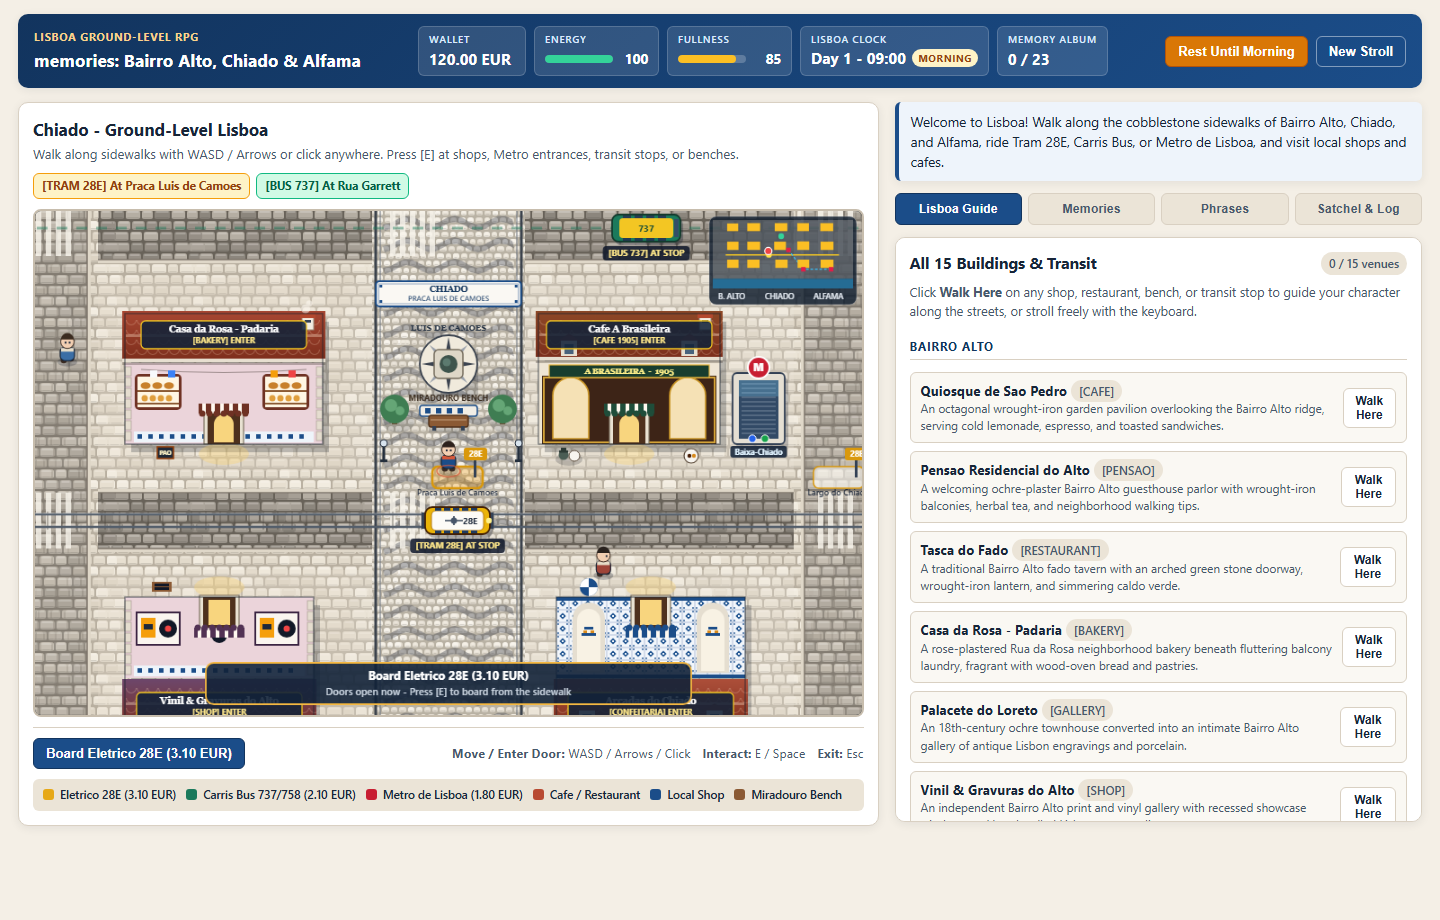 LISBOA GROUND-LEVEL RPG
memories: Bairro Alto, Chiado & Alfama
WALLET
120.00 EUR
ENERGY
100
FULLNESS
85
LISBOA CLOCK
Day 1 - 09:00 MORNING
MEMORY ALBUM
0 / 23
Rest Until Morning
New Stroll
Chiado - Ground-Level Lisboa
Walk along sidewalks with WASD / Arrows or click anywhere. Press [E] at shops, Metro entrances, transit stops, or benches.
[TRAM 28E] At Praca Luis de Camoes
[BUS 737] At Rua Garrett
737
[BUS 737] AT STOP
B. ALTO CHIADO ALFAMA
CHIADO
PRACA LUIS DE CAMOES
LUIS DE CAMOES
Casa da Rosa - Padaria
[BAKERY] ENTER
Cafe A Brasileira
[CAFE 1905] ENTER
A BRASILEIRA - 1905
M
MIRADOURO BENCH
PAO
28E
Baixa-Chiado
28E
Praca Luis de Camoes
Largo do Chiad
28E
[TRAM 28E] AT STOP
Board Eletrico 28E (3.10 EUR)
Doors open now - Press [E] to board from the sidewalk
[SHOP] ENTER
[CONFEITARIA] ENTER
Board Eletrico 28E (3.10 EUR)
Move / Enter Door: WASD / Arrows / Click Interact: E / Space Exit: Esc
Eletrico 28E (3.10 EUR)
Carris Bus 737/758 (2.10 EUR)
Metro de Lisboa (1.80 EUR)
Cafe / Restaurant
Local Shop
Miradouro Bench
Welcome to Lisboa! Walk along the cobblestone sidewalks of Bairro Alto, Chiado,
and Alfama, ride Tram 28E, Carris Bus, or Metro de Lisboa, and visit local shops and
cafes.
Lisboa Guide
Memories
Phrases
Satchel & Log
All 15 Buildings & Transit
0 / 15 venues
Click Walk Here on any shop, restaurant, bench, or transit stop to guide your character
along the streets, or stroll freely with the keyboard.
BAIRRO ALTO
Quiosque de Sao Pedro [CAFE]
An octagonal wrought-iron garden pavilion overlooking the Bairro Alto ridge,
serving cold lemonade, espresso, and toasted sandwiches.
Walk
Here
Pensao Residencial do Alto [PENSAO]
A welcoming ochre-plaster Bairro Alto guesthouse parlor with wrought-iron
balconies, herbal tea, and neighborhood walking tips.
Walk
Here
Tasca do Fado [RESTAURANT]
A traditional Bairro Alto fado tavern with an arched green stone doorway,
wrought-iron lantern, and simmering caldo verde.
Walk
Here
Casa da Rosa - Padaria [BAKERY]
A rose-plastered Rua da Rosa neighborhood bakery beneath fluttering balcony
laundry, fragrant with wood-oven bread and pastries.
Walk
Here
Palacete do Loreto [GALLERY]
An 18th-century ochre townhouse converted into an intimate Bairro Alto
gallery of antique Lisbon engravings and porcelain.
Walk
Here
Vinil & Gravuras do Alto [SHOP]
An independent Bairro Alto print and vinyl gallery with recessed showcase
Walk
Here